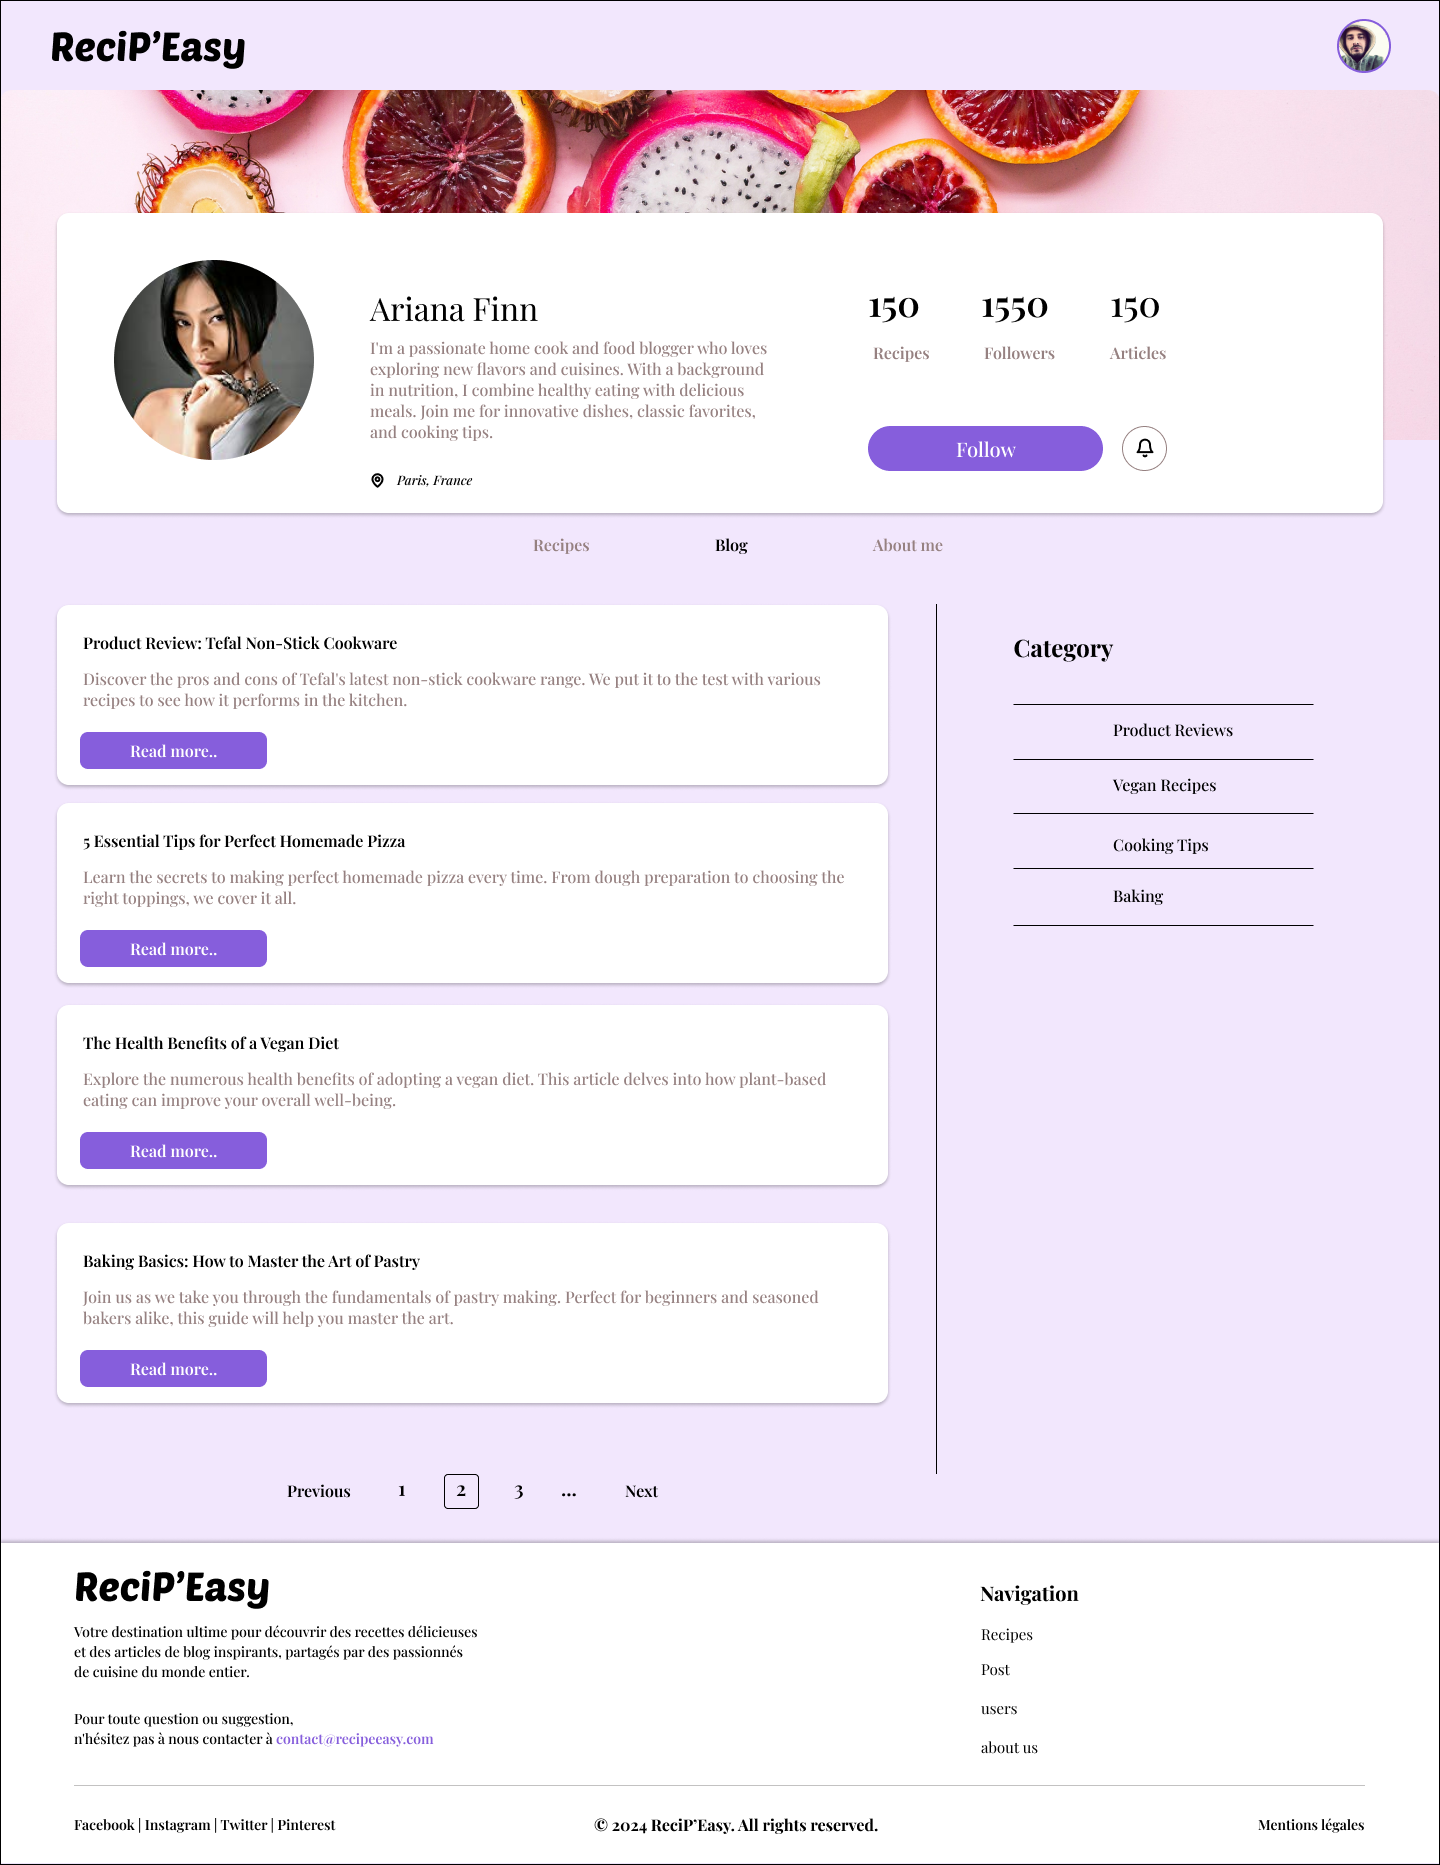 ReciP’Easy
Ariana Finn
I'm a passionate home cook and food blogger who loves
exploring new flavors and cuisines. With a background
in nutrition, I combine healthy eating with delicious
meals. Join me for innovative dishes, classic favorites,
and cooking tips.
Paris, France
150 1550 150
Recipes Followers Articles
Follow
Recipes Blog About me
Product Review: Tefal Non-Stick Cookware
Discover the pros and cons of Tefal's latest non-stick cookware range. We put it to the test with various
recipes to see how it performs in the kitchen.
Read more..
5 Essential Tips for Perfect Homemade Pizza
Learn the secrets to making perfect homemade pizza every time. From dough preparation to choosing the
right toppings, we cover it all.
Read more..
The Health Benefits of a Vegan Diet
Explore the numerous health benefits of adopting a vegan diet. This article delves into how plant-based
eating can improve your overall well-being.
Read more..
Baking Basics: How to Master the Art of Pastry
Join us as we take you through the fundamentals of pastry making. Perfect for beginners and seasoned
bakers alike, this guide will help you master the art.
Read more..
Category
Product Reviews
Vegan Recipes
Cooking Tips
Baking
Previous 1 2 3 ... Next
ReciP’Easy
Votre destination ultime pour découvrir des recettes délicieuses
et des articles de blog inspirants, partagés par des passionnés
de cuisine du monde entier.
Pour toute question ou suggestion,
n'hésitez pas à nous contacter à contact@recipeeasy.com
Navigation
Recipes
Post
users
about us
Facebook | Instagram | Twitter | Pinterest
© 2024 ReciP’Easy. All rights reserved.
Mentions légales